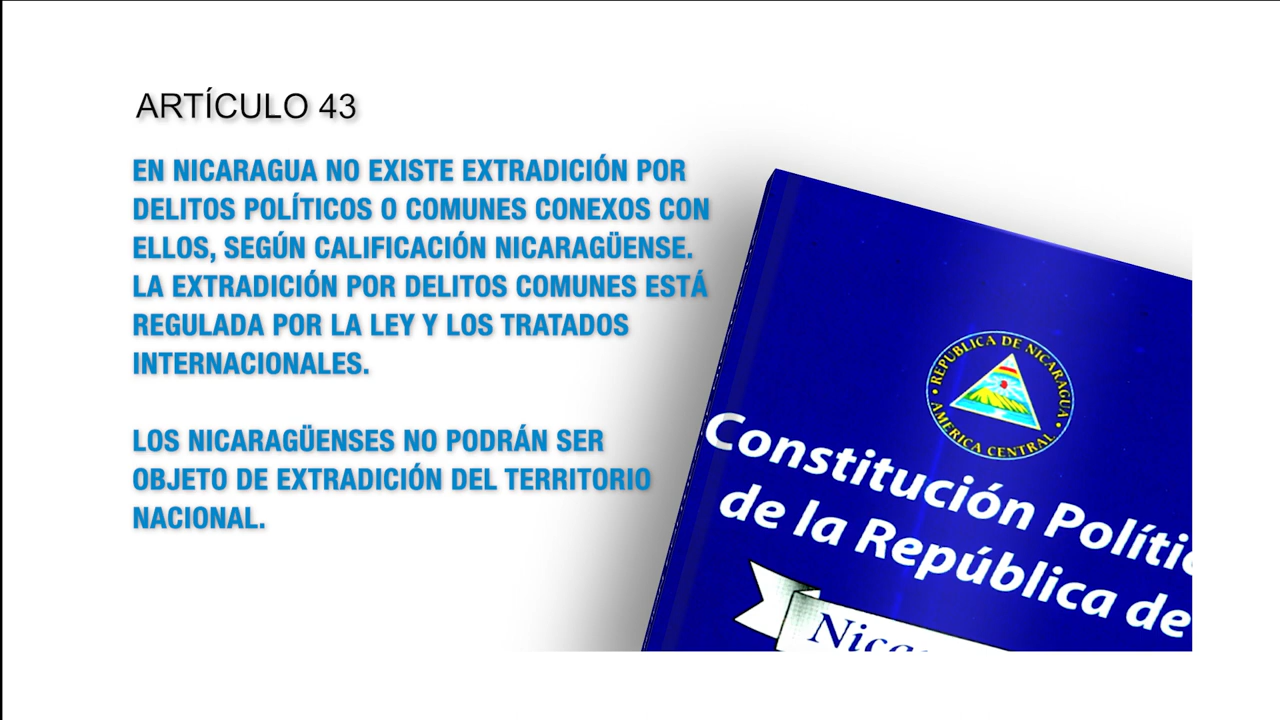 ARTÍCULO 43
EN NICARAGUA NO EXISTE EXTRADICIÓN POR
DELITOS POLÍTICOS O COMUNES CONEXOS CON
ELLOS, SEGÚN CALIFICACIÓN NICARAGÜENSE.
LA EXTRADICIÓN POR DELITOS COMUNES ESTÁ
REGULADA POR LA LEY Y LOS TRATADOS
INTERNACIONALES.
LOS NICARAGÜENSES NO PODRÁN SER
OBJETO DE EXTRADICIÓN DEL TERRITORIO
NACIONAL.
REPUBLICA DE NICARAGUA
AMERICA CENTRAL
Constitución Polític
de la República de